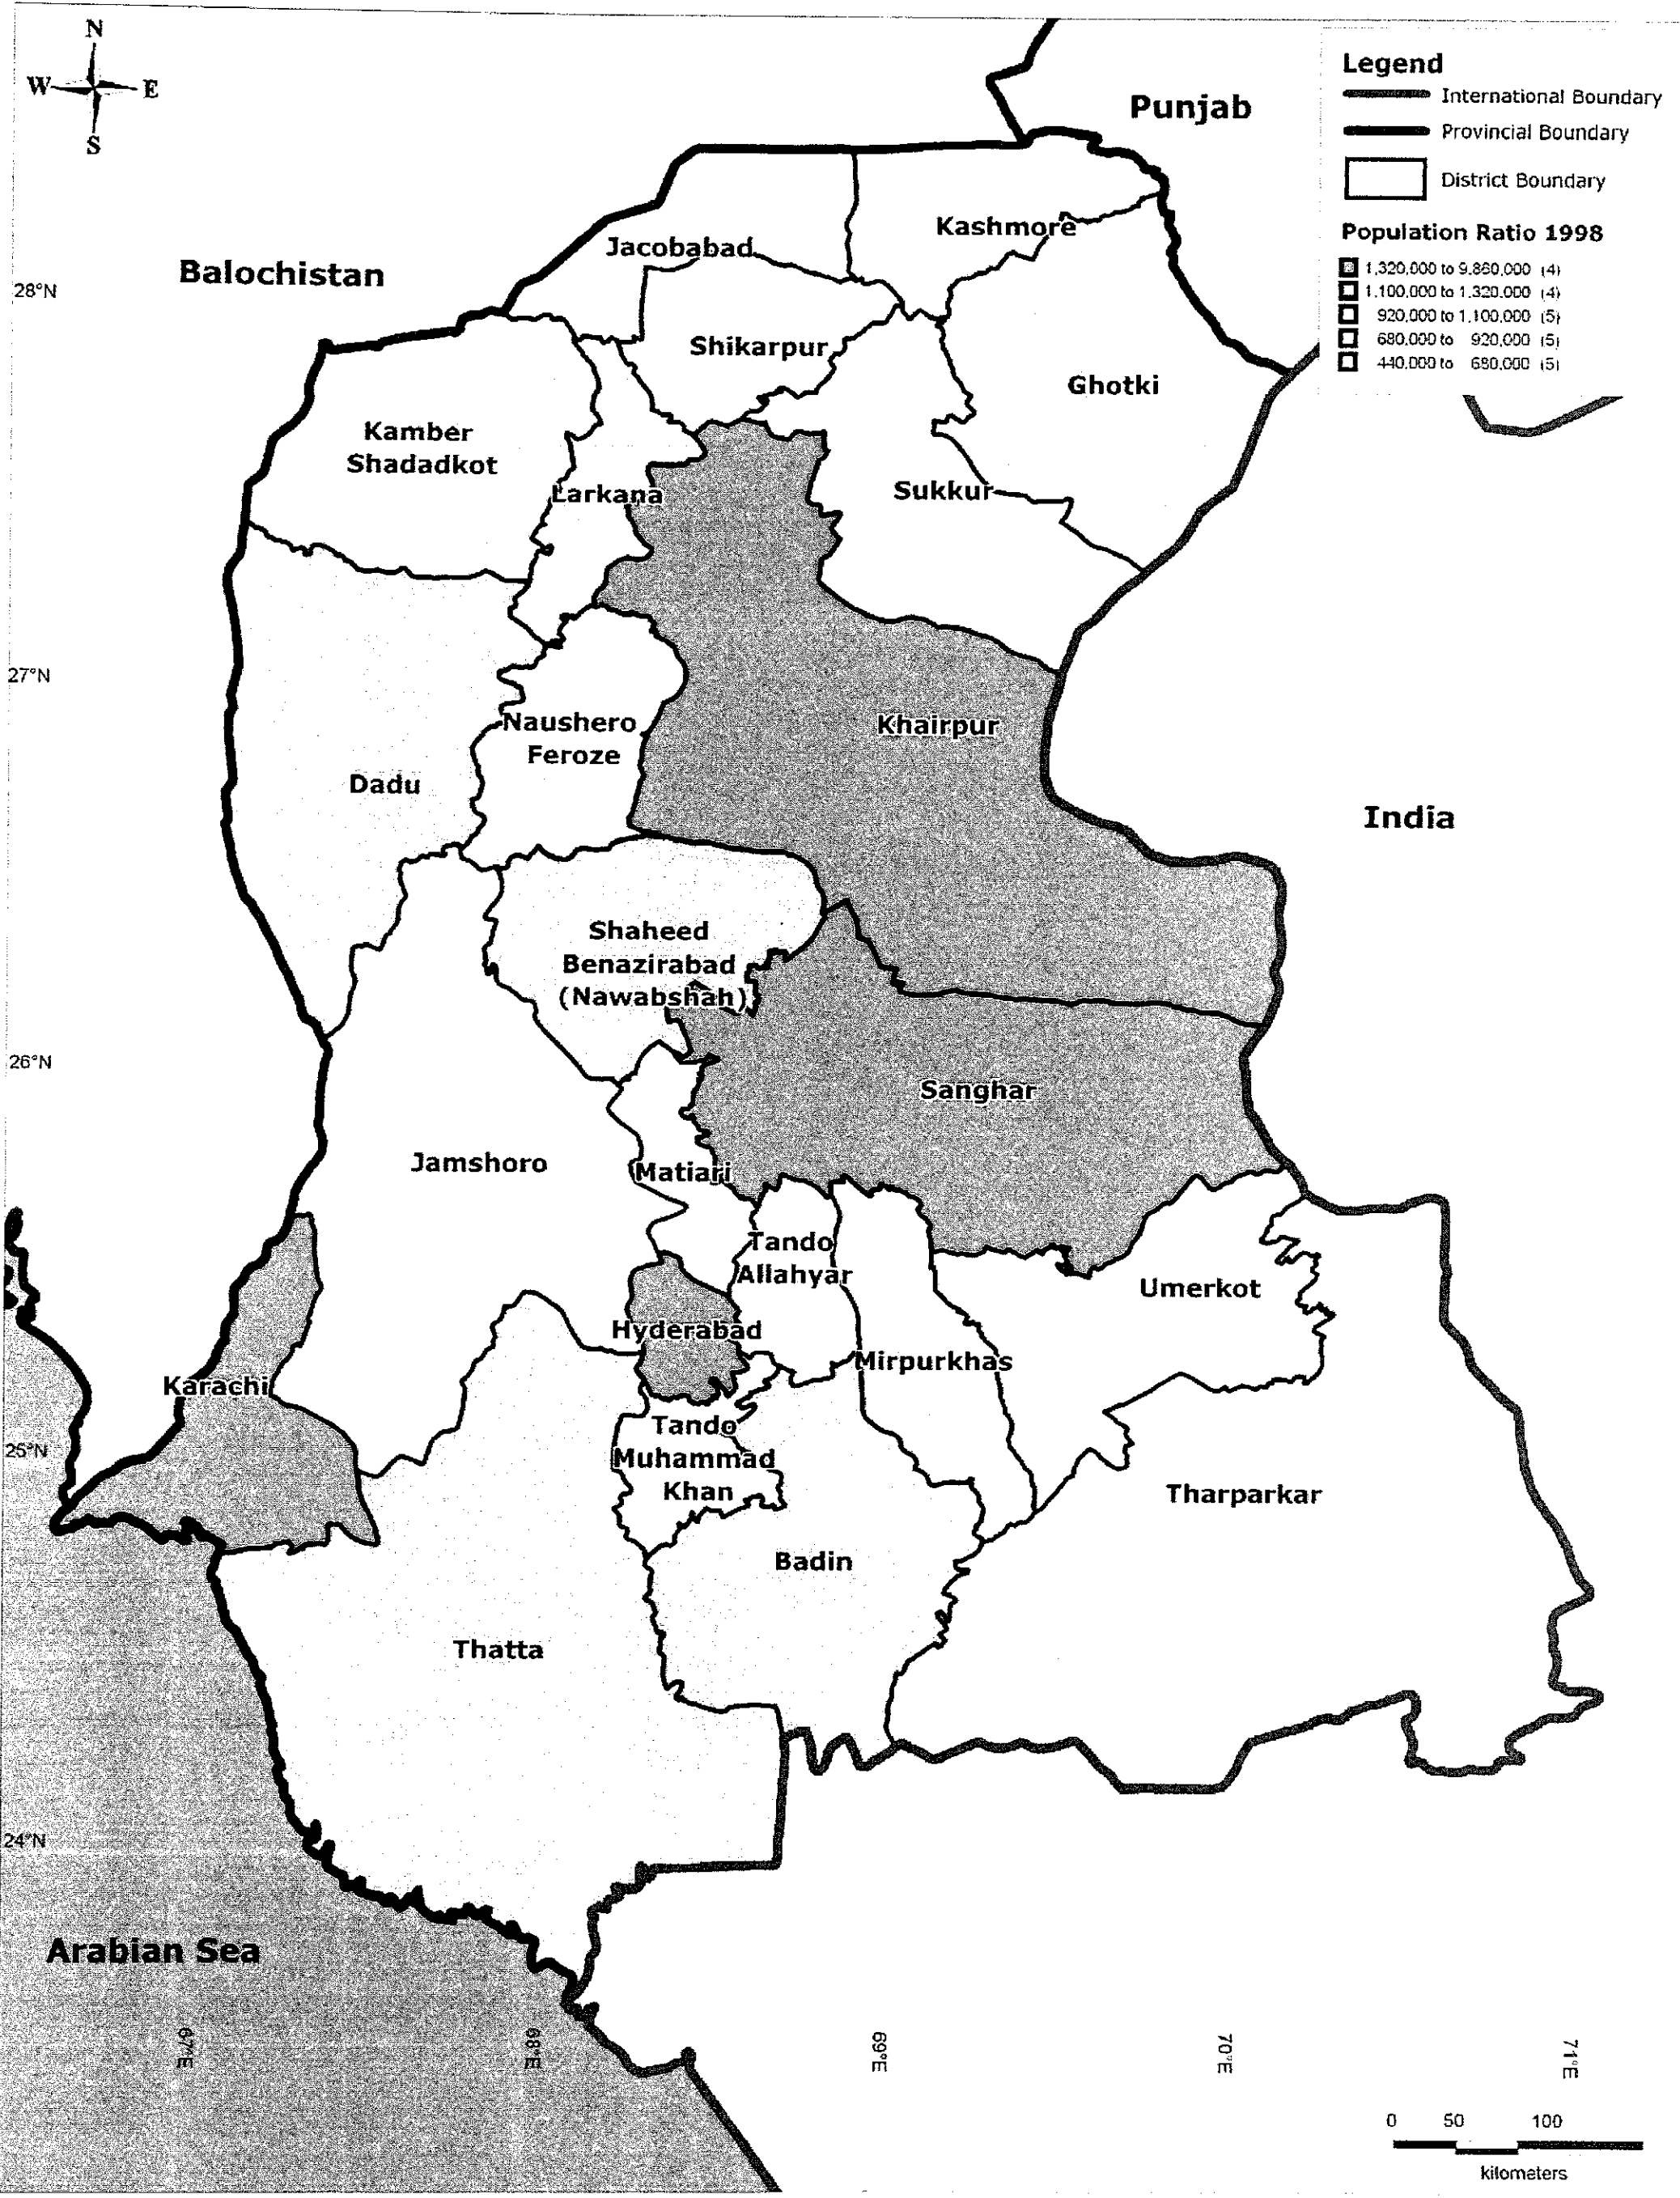 N
W E
S
Legend
International Boundary
Provincial Boundary
District Boundary
Population Ratio 1998
1,320,000 to 9,860,000 (4)
1,100,000 to 1,320,000 (4)
920,000 to 1,100,000 (5)
680,000 to 920,000 (5)
440,000 to 680,000 (5)
Punjab
Balochistan
Jacobabad
Kashmore
28°N
Shikarpur
Ghotki
Kamber
Shadadkot
Larkana
Sukkur
27°N
Naushero
Feroze
Khairpur
Dadu
India
Shaheed
Benazirabad
(Nawabshah)
26°N
Sanghar
Jamshoro
Matiari
Tando
Allahyar
Umerkot
Hyderabad
Mirpurkhas
Karachi
25°N
Tando
Muhammad
Khan
Tharparkar
Badin
Thatta
24°N
Arabian Sea
67°E
68°E
69°E
70°E
71°E
0 50 100
kilometers